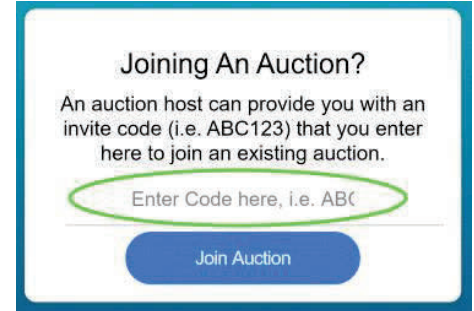 Joining An Auction?
An auction host can provide you with an
invite code (i.e. ABC123) that you enter
here to join an existing auction.
Enter Code here, i.e. ABC
Join Auction